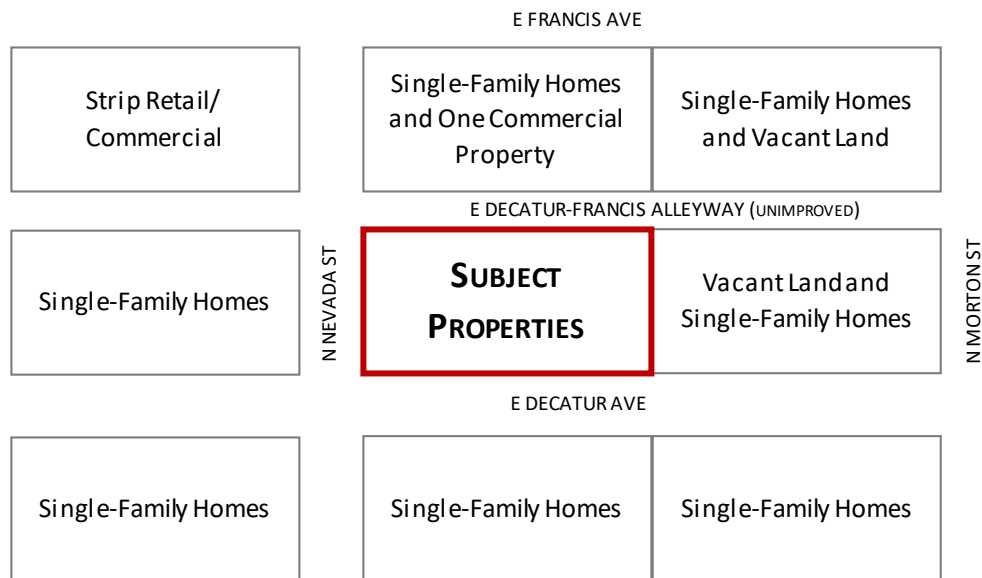 E FRANCIS AVE
Strip Retail/
Commercial
Single-Family Homes
and One Commercial
Property
Single-Family Homes
and Vacant Land
E DECATUR-FRANCIS ALLEYWAY (UNIMPROVED)
Single-Family Homes
N NEVADA ST
SUBJECT
PROPERTIES
Vacant Land and
Single-Family Homes
N MORTON ST
E DECATUR AVE
Single-Family Homes
Single-Family Homes
Single-Family Homes